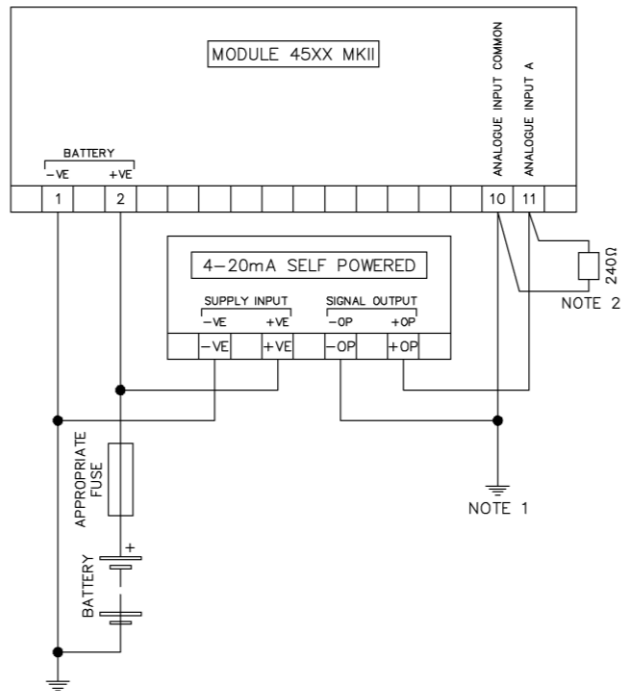 MODULE 45XX MKII
ANALOGUE INPUT COMMON
ANALOGUE INPUT A
BATTERY
-VE +VE
1 2 10 11
4-20mA SELF POWERED
SUPPLY INPUT SIGNAL OUTPUT
-VE +VE -OP +OP
-VE +VE -OP +OP
240Ω
NOTE 2
APPROPRIATE
FUSE
NOTE 1
+
BATTERY